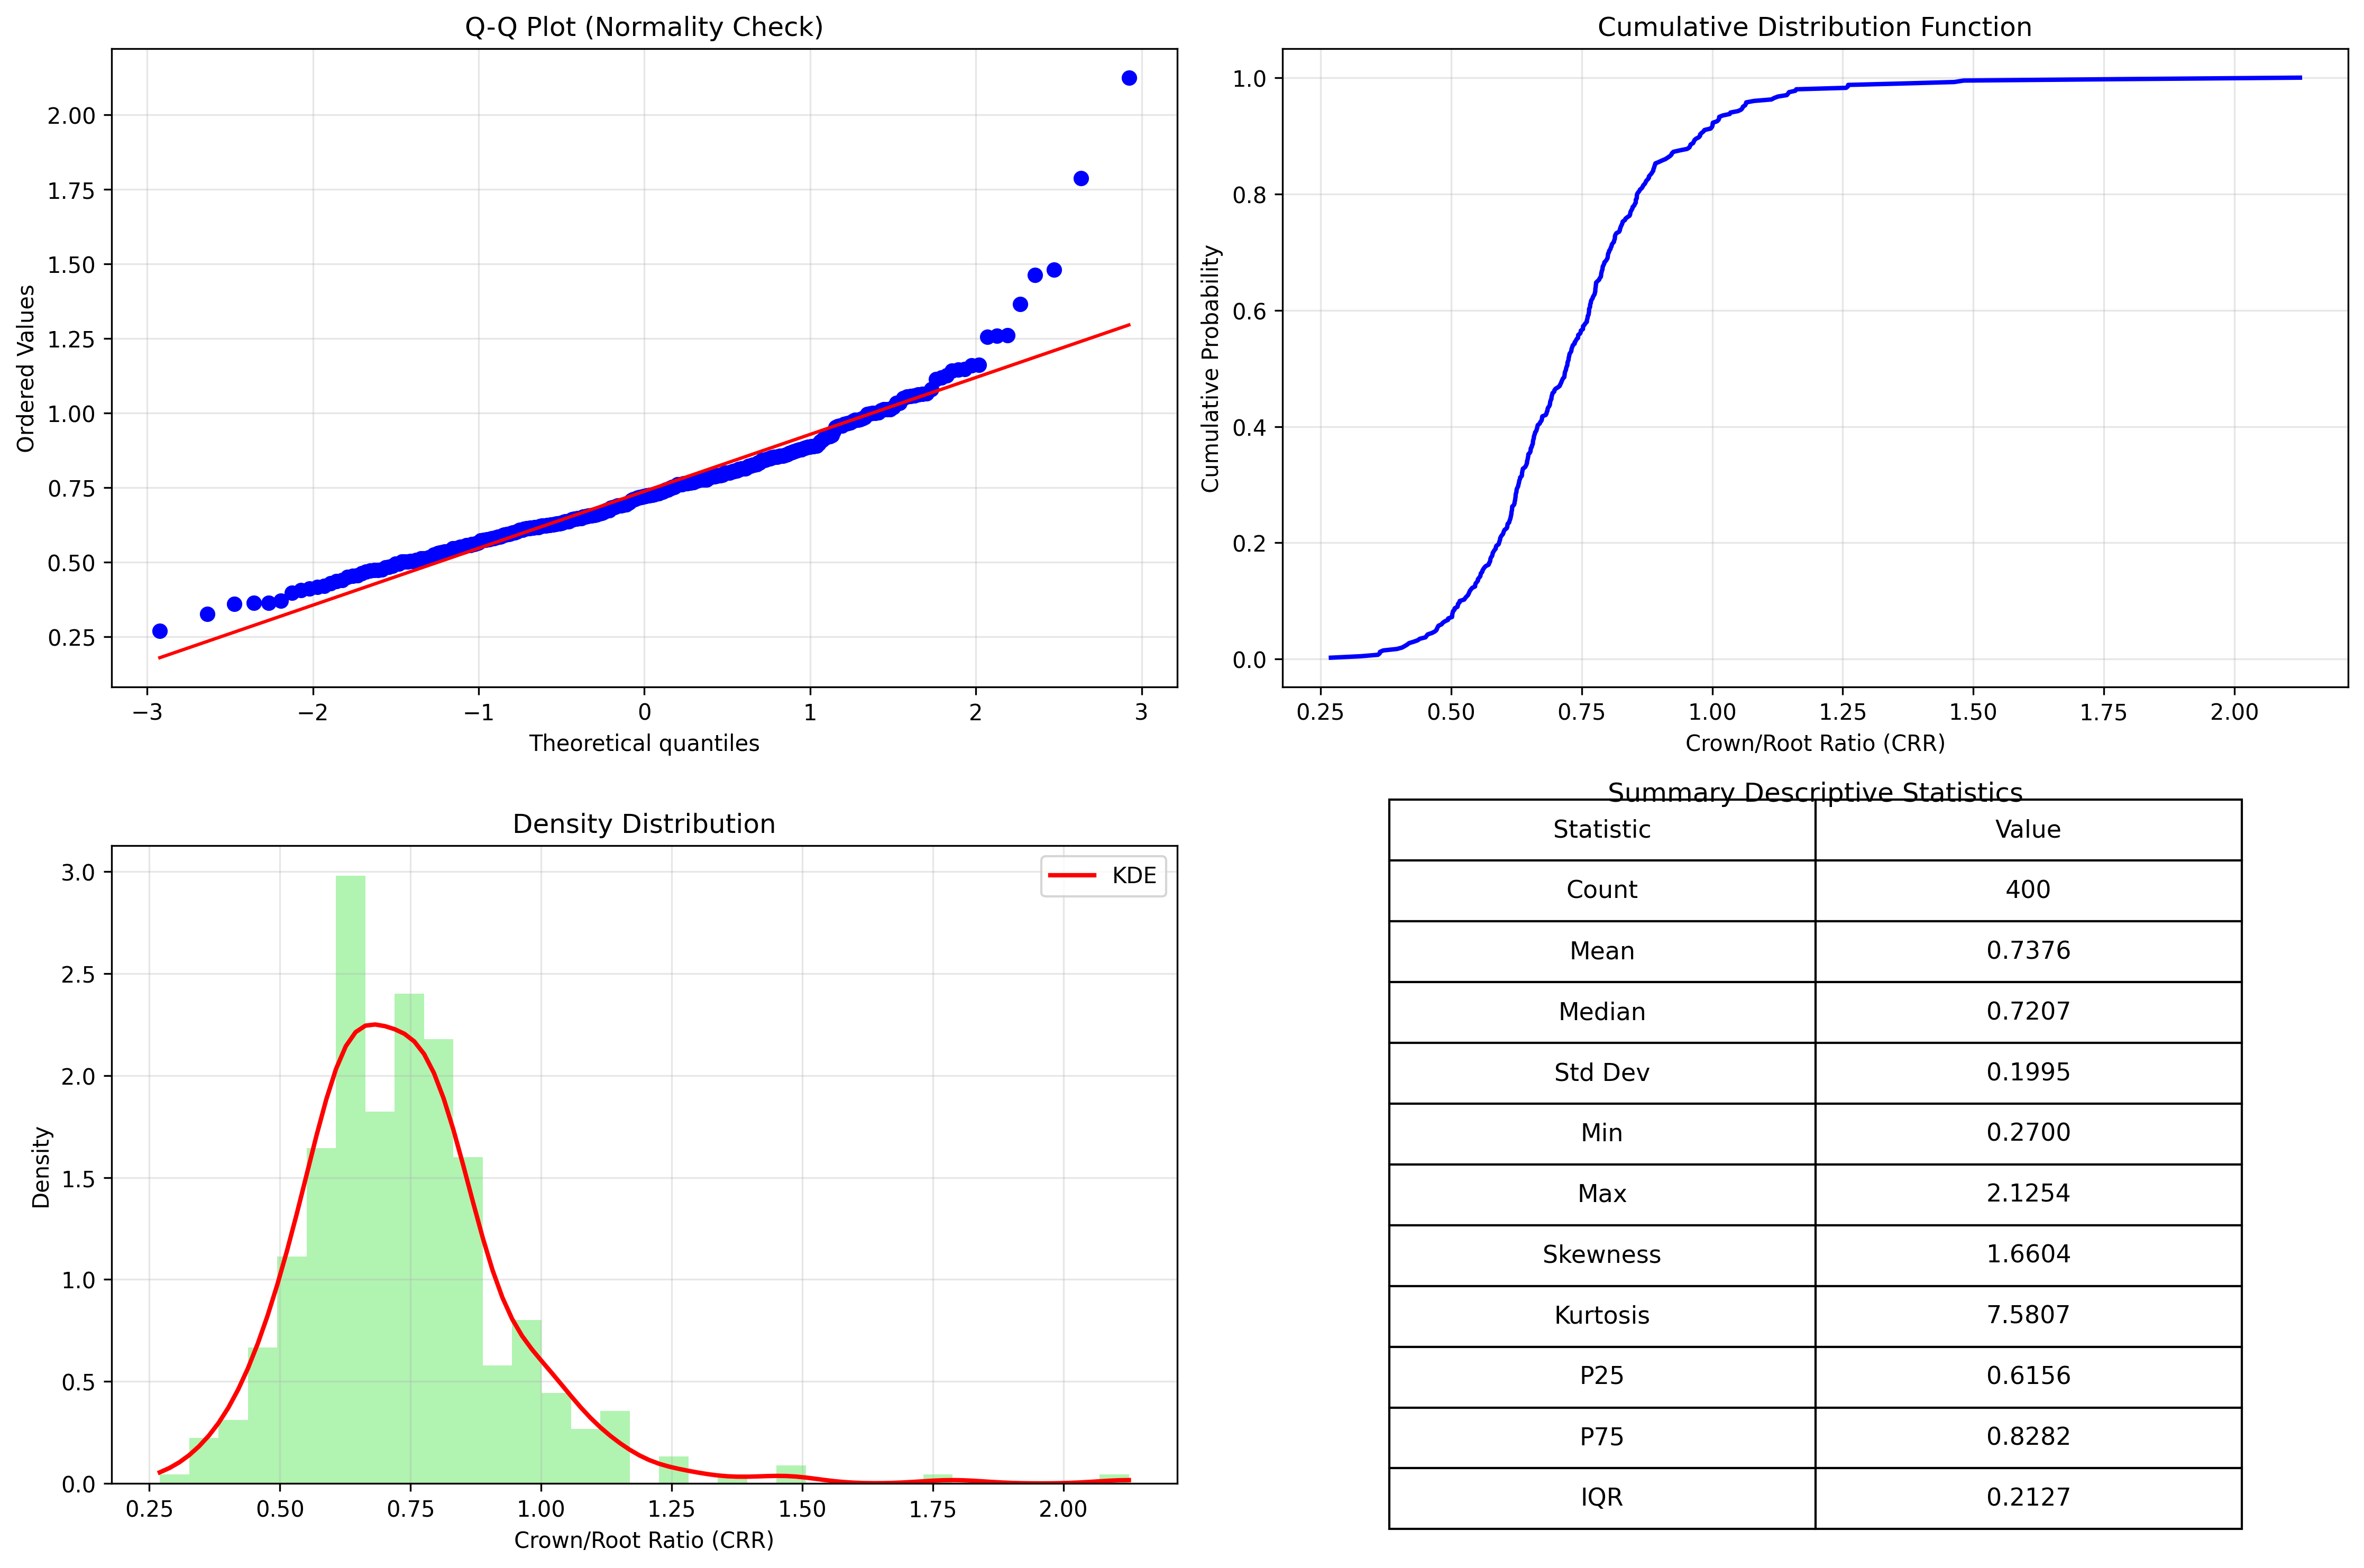 Q-Q Plot (Normality Check)
Ordered Values
2.00
1.75
1.50
1.25
1.00
0.75
0.50
0.25
−3 −2 −1 0 1 2 3
Theoretical quantiles
Cumulative Distribution Function
Cumulative Probability
1.0
0.8
0.6
0.4
0.2
0.0
0.25 0.50 0.75 1.00 1.25 1.50 1.75 2.00
Crown/Root Ratio (CRR)
Density Distribution
KDE
Density
3.0
2.5
2.0
1.5
1.0
0.5
0.0
0.25 0.50 0.75 1.00 1.25 1.50 1.75 2.00
Crown/Root Ratio (CRR)
Summary Descriptive Statistics
Statistic Value
Count 400
Mean 0.7376
Median 0.7207
Std Dev 0.1995
Min 0.2700
Max 2.1254
Skewness 1.6604
Kurtosis 7.5807
P25 0.6156
P75 0.8282
IQR 0.2127